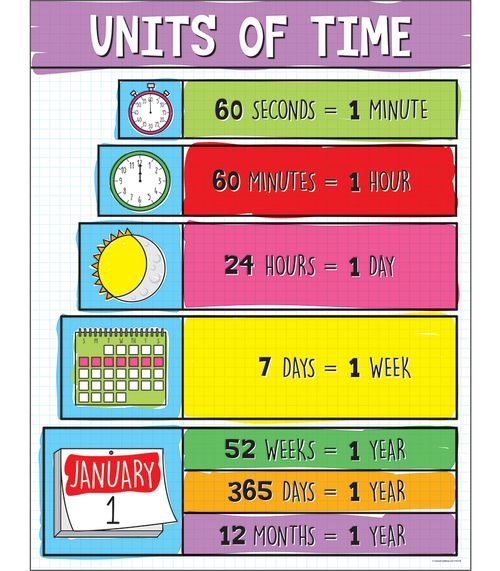 UNITS OF TIME
60 SECONDS = 1 MINUTE
60 MINUTES = 1 HOUR
24 HOURS = 1 DAY
S M T W TH F S
7 DAYS = 1 WEEK
52 WEEKS = 1 YEAR
JANUARY
1
365 DAYS = 1 YEAR
12 MONTHS = 1 YEAR